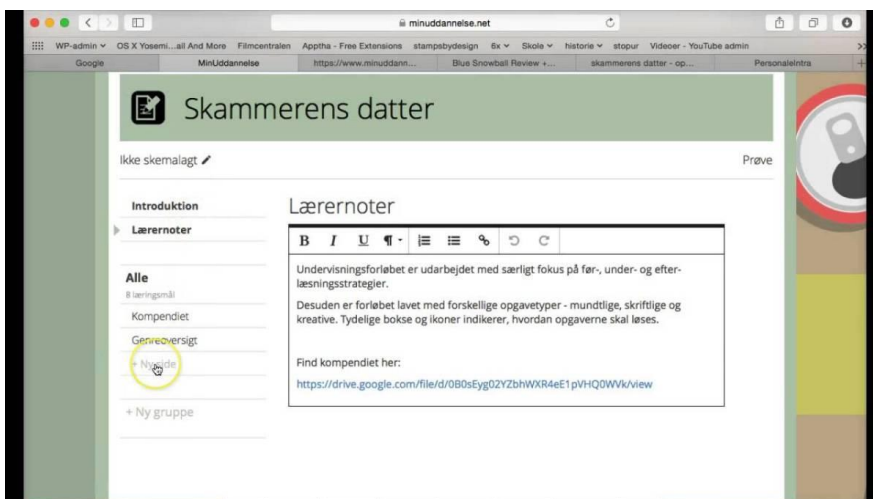 minuddannelse.net
WP-admin OS X Yosemi...all And More Filmcentralen Apptha - Free Extensions stampsbydesign 6x Skole historie stopur Videoer - YouTube admin
Google MinUddannelse https://www.minuddann... Blue Snowball Review +... skammerens datter - op... PersonaleIntra
Skammerens datter
Ikke skemalagt Prøve
Introduktion
Lærernoter
Alle
8 læringsmål
Kompendiet
Genreoversigt
+ Ny side
+ Ny gruppe
Lærernoter
B I U ¶
Undervisningsforløbet er udarbejdet med særligt fokus på før-, under- og efter-
læsningsstrategier.
Desuden er forløbet lavet med forskellige opgavetyper - mundtlige, skriftlige og
kreative. Tydelige bokse og ikoner indikerer, hvordan opgaverne skal løses.
Find kompendiet her:
https://drive.google.com/file/d/0B0sEyg02YZbhWXR4eE1pVHQ0WVk/view